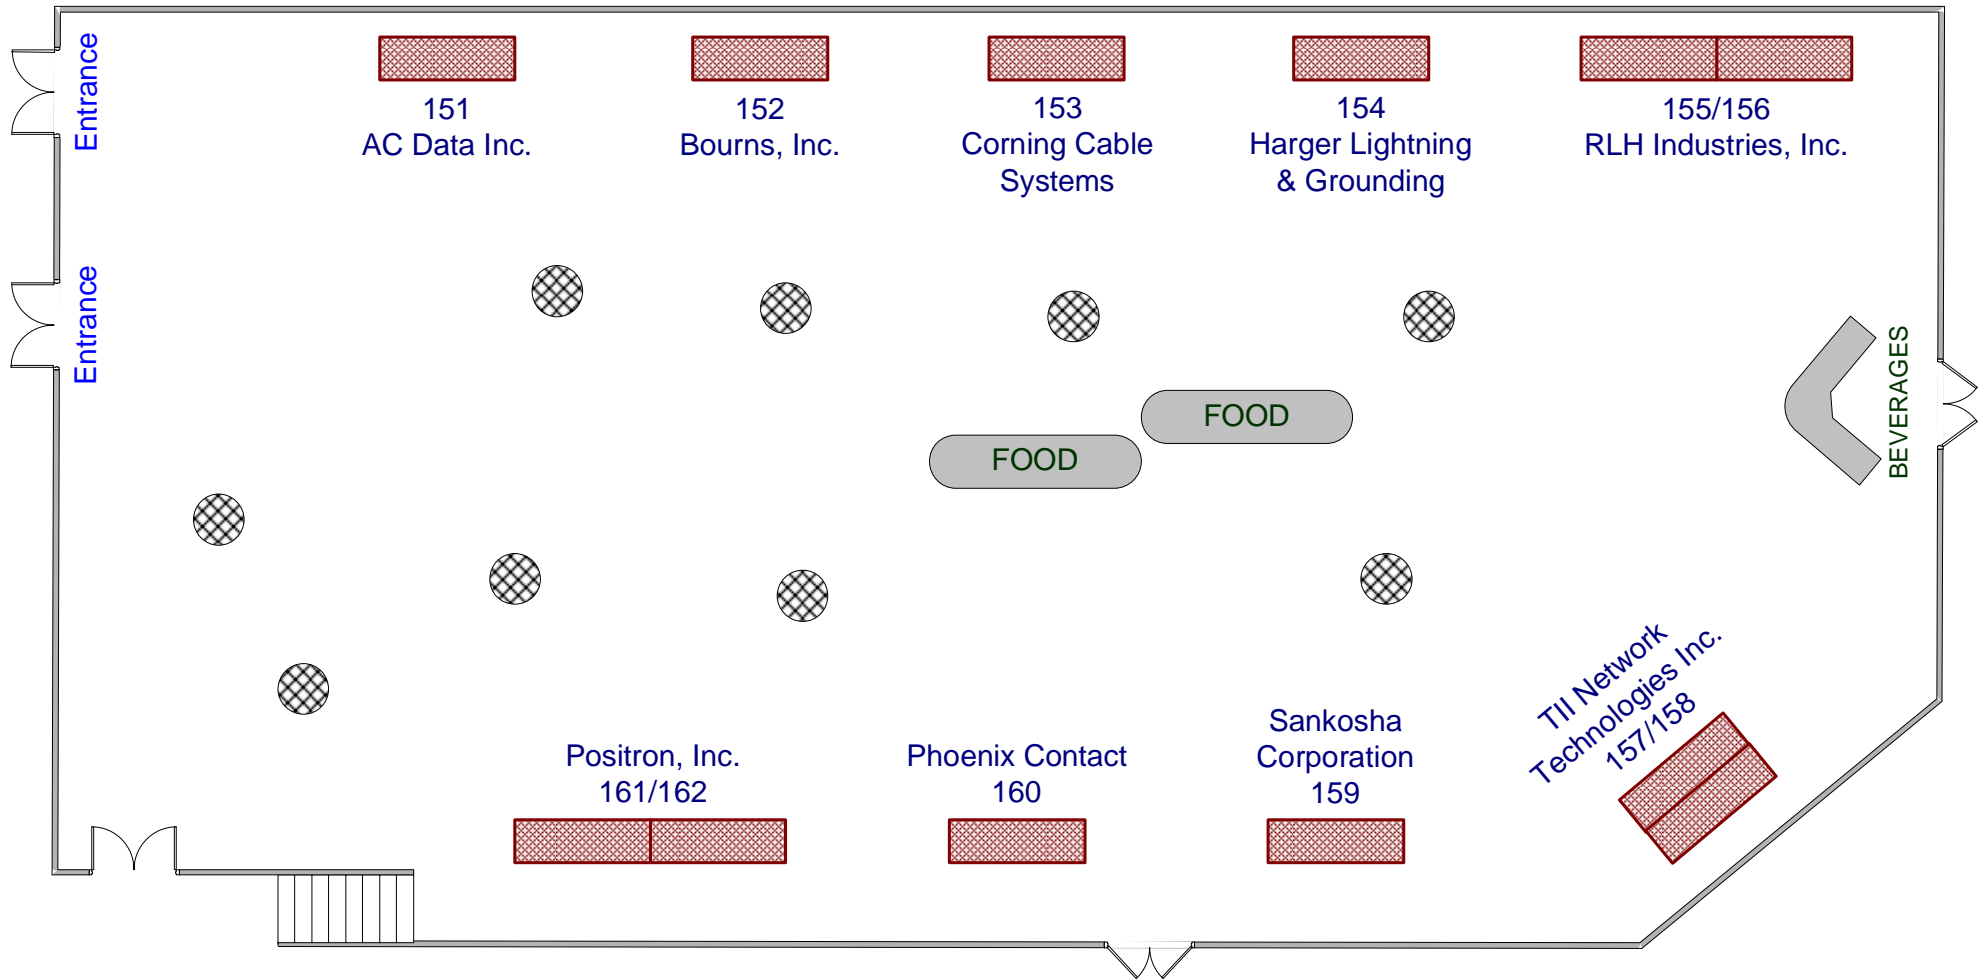 Entrance
151
AC Data Inc.
152
Bourns, Inc.
153
Corning Cable
Systems
154
Harger Lightning
& Grounding
155/156
RLH Industries, Inc.
Entrance
FOOD
FOOD
BEVERAGES
Positron, Inc.
161/162
Phoenix Contact
160
Sankosha
Corporation
159
TII Network
Technologies Inc.
157/158